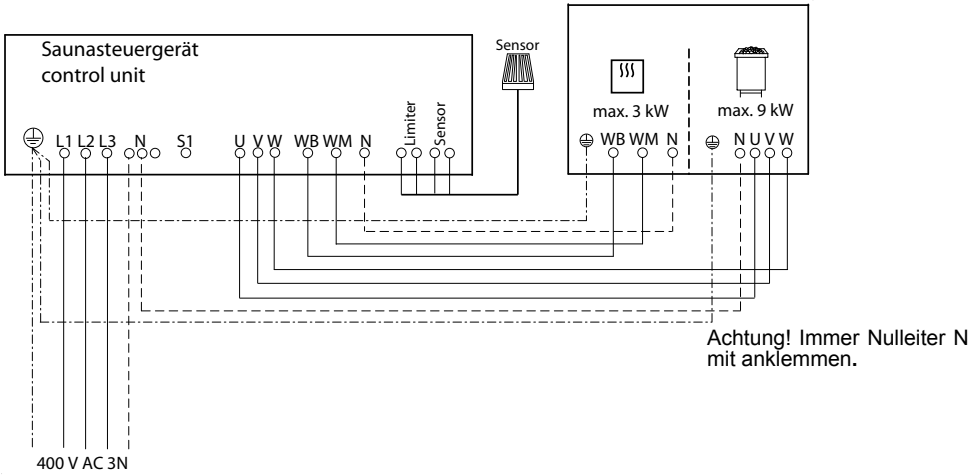 Saunasteuergerät
control unit
Sensor
max. 3 kW
max. 9 kW
L1 L2 L3 N S1 U V W WB WM N Limiter Sensor
WB WM N N U V W
Achtung! Immer Nulleiter N
mit anklemmen.
400 V AC 3N